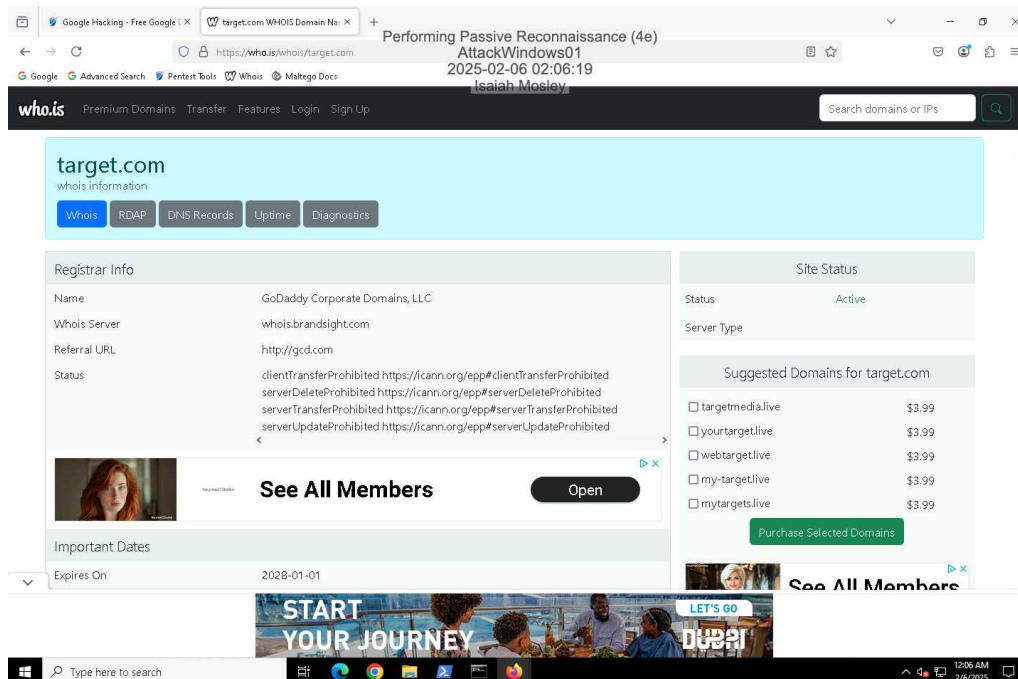 Google Hacking - Free Google
target.com WHOIS Domain Nar
Performing Passive Reconnaissance (4e)
AttackWindows01
2025-02-06 02:06:19
Isaiah Mosley
https://who.is/whois/target.com
Google
Advanced Search
Pentest Tools
Whois
Maltego Docs
who.is Premium Domains Transfer Features Login Sign Up
Search domains or IPs
target.com
whois information
Whois RDAP DNS Records Uptime Diagnostics
Registrar Info
Name GoDaddy Corporate Domains, LLC
Whois Server whois.brandsight.com
Referral URL http://gcd.com
Status clientTransferProhibited https://icann.org/epp#clientTransferProhibited
serverDeleteProhibited https://icann.org/epp#serverDeleteProhibited
serverTransferProhibited https://icann.org/epp#serverTransferProhibited
serverUpdateProhibited https://icann.org/epp#serverUpdateProhibited
See All Members
Open
Important Dates
Expires On 2028-01-01
Site Status
Status Active
Server Type
Suggested Domains for target.com
targetmedia.live $3.99
yourtarget.live $3.99
webtarget.live $3.99
my-target.live $3.99
mytargets.live $3.99
Purchase Selected Domains
See All Members
START
YOUR JOURNEY
LET'S GO
DUBAI
Type here to search
12:06 AM
2/6/2025